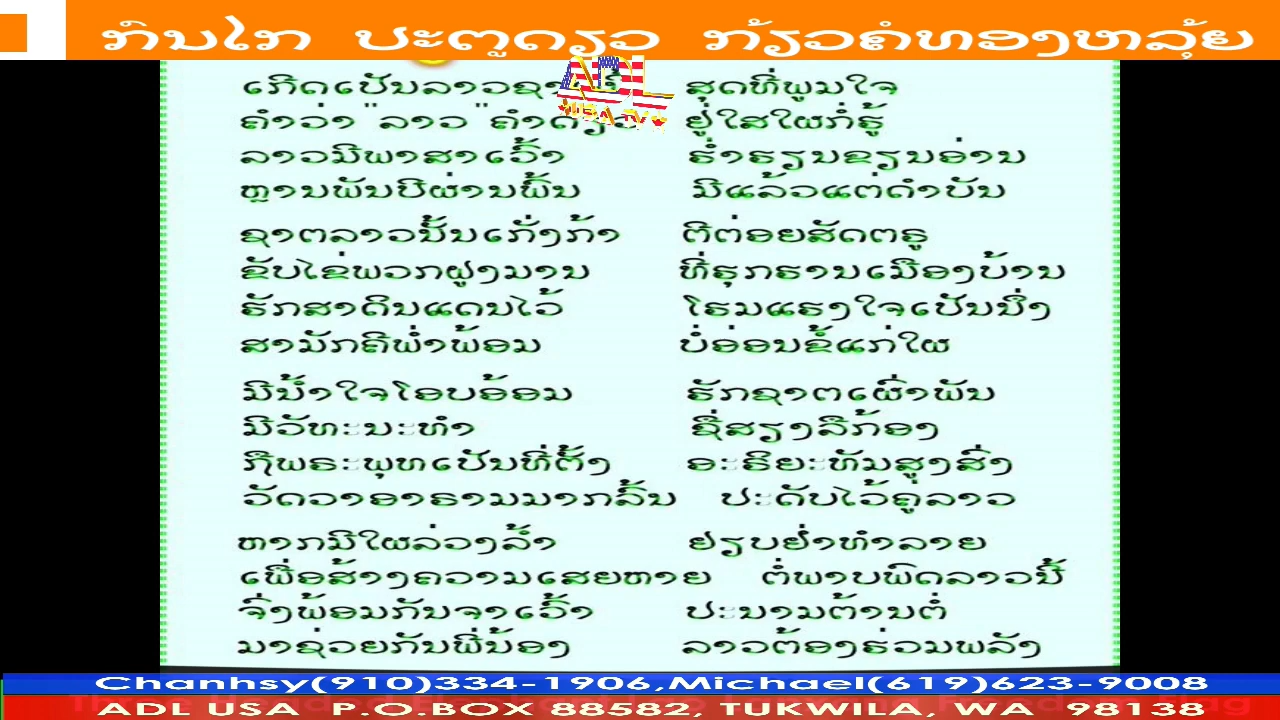 ກົນໄກ ປະຕູດຽວ ກ້ຽວຄຳທອງຫລຸ້ຍ
ADL
ເກີດເປັນລາວຊາ ສຸດທີ່ພູມໃຈ
ຄຳວ່າ "ລາວ" ຄຳດຽວ ຢູ່ໃສໃຜກໍ່ຮູ້
ລາວມີພາສາເວົ້າ ຮ່ຳຮຽນຂຽນອ່ານ
ຫຼານພັນປີຜ່ານພົ້ນ ມີແລ້ວແຕ່ດຳບັນ
ຊາຕລາວນັ້ນເກັ່ງກ້າ ຕີຕ່ອຍສັດຕຣູ
ຂັບໄຂ່ພວກຝູງມານ ທີ່ຮຸກຮານເມືອງບ້ານ
ຮັກສາດິນແດນໄວ້ ໂຮມແຮງໃຈເປັນນຶ່ງ
ສາມັກຄີພ່ຳພ້ອມ ບໍ່ອ່ອນຂໍ້ແກ່ໃຜ
ມີນ້ຳໃຈໂອບອ້ອມ ຮັກຊາຕເຜົ່າພັນ
ມີວັທະນະທຳ ຊື່ສຽງລືກ້ອງ
ຖືພຣະພຸທເປັນທີ່ຕັ້ງ ອະຣິຍະທັມສູງສົ່ງ
ວັດວາອາຣາມມາກລົ້ນ ປະດັບໄວ້ຄູ່ລາວ
ຫາກມີໃຜລ່ວງລ້ຳ ຢຽບຢ່ຳທຳລາຍ
ເພື່ອສ້າງຄວາມເສຍຫາຍ ຕໍ່ພາບພົດລາວນີ້
ຈົ່ງພ້ອມກັນຈາເວົ້າ ປະນາມຕ້ານຕໍ່
ມາຊ່ວຍກັນພີ່ນ້ອງ ລາວຕ້ອງຮ່ວມພລັງ
Chanhsy(910)334-1906,Michael(619)623-9008
ADL USA P.O.BOX 88582, TUKWILA, WA 98138